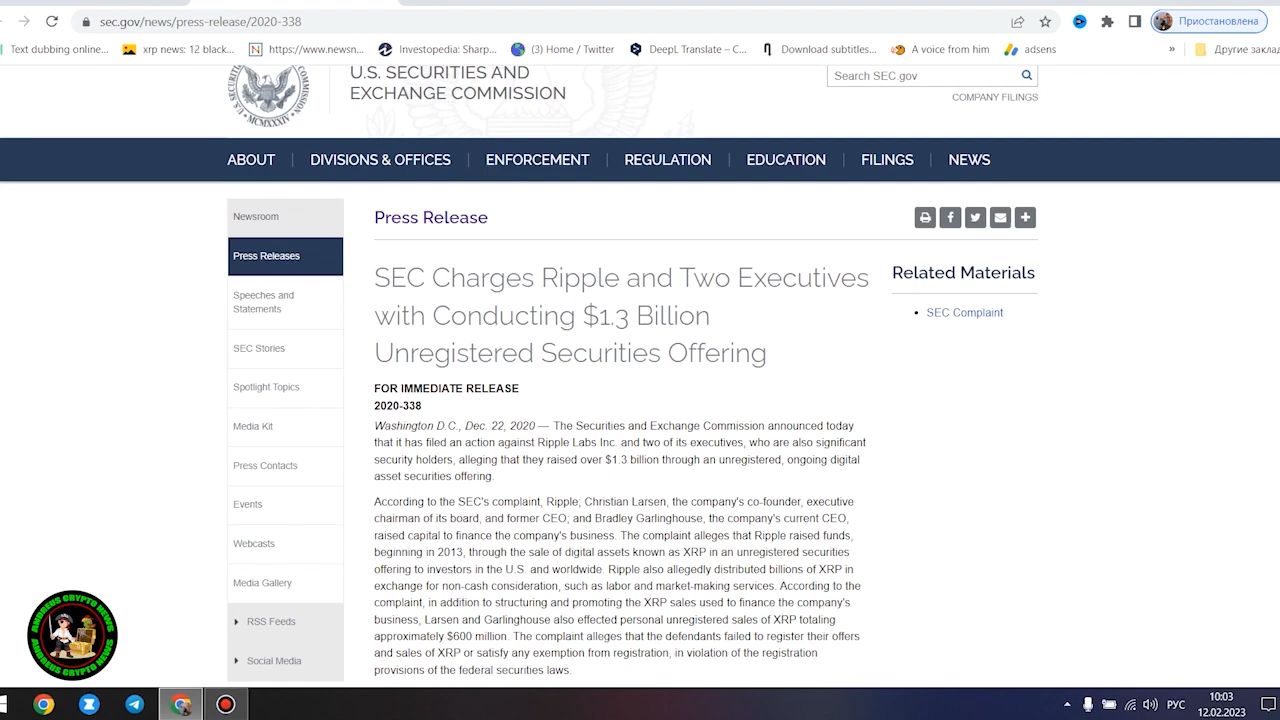 sec.gov/news/press-release/2020-338
Приостановлена
Text dubbing online...
xrp news: 12 black...
https://www.newsn...
Investopedia: Sharp...
(3) Home / Twitter
DeepL Translate – C...
Download subtitles...
A voice from him
adsens
»
Другие заклад
U.S. SECURITIES AND
EXCHANGE COMMISSION
MCMXXXIV
Search SEC.gov
COMPANY FILINGS
ABOUT
DIVISIONS & OFFICES
ENFORCEMENT
REGULATION
EDUCATION
FILINGS
NEWS
Newsroom
Press Releases
Speeches and
Statements
SEC Stories
Spotlight Topics
Media Kit
Press Contacts
Events
Webcasts
Media Gallery
RSS Feeds
Social Media
Press Release
SEC Charges Ripple and Two Executives
with Conducting $1.3 Billion
Unregistered Securities Offering
FOR IMMEDIATE RELEASE
2020-338
Washington D.C., Dec. 22, 2020 — The Securities and Exchange Commission announced today
that it has filed an action against Ripple Labs Inc. and two of its executives, who are also significant
security holders, alleging that they raised over $1.3 billion through an unregistered, ongoing digital
asset securities offering.
According to the SEC's complaint, Ripple; Christian Larsen, the company's co-founder, executive
chairman of its board, and former CEO; and Bradley Garlinghouse, the company's current CEO,
raised capital to finance the company's business. The complaint alleges that Ripple raised funds,
beginning in 2013, through the sale of digital assets known as XRP in an unregistered securities
offering to investors in the U.S. and worldwide. Ripple also allegedly distributed billions of XRP in
exchange for non-cash consideration, such as labor and market-making services. According to the
complaint, in addition to structuring and promoting the XRP sales used to finance the company's
business, Larsen and Garlinghouse also effected personal unregistered sales of XRP totaling
approximately $600 million. The complaint alleges that the defendants failed to register their offers
and sales of XRP or satisfy any exemption from registration, in violation of the registration
provisions of the federal securities laws.
Related Materials
SEC Complaint
ANDREUS CRYPTO NEWS
ANDREUS CRYPTO NEWS
РУС
10:03
12.02.2023